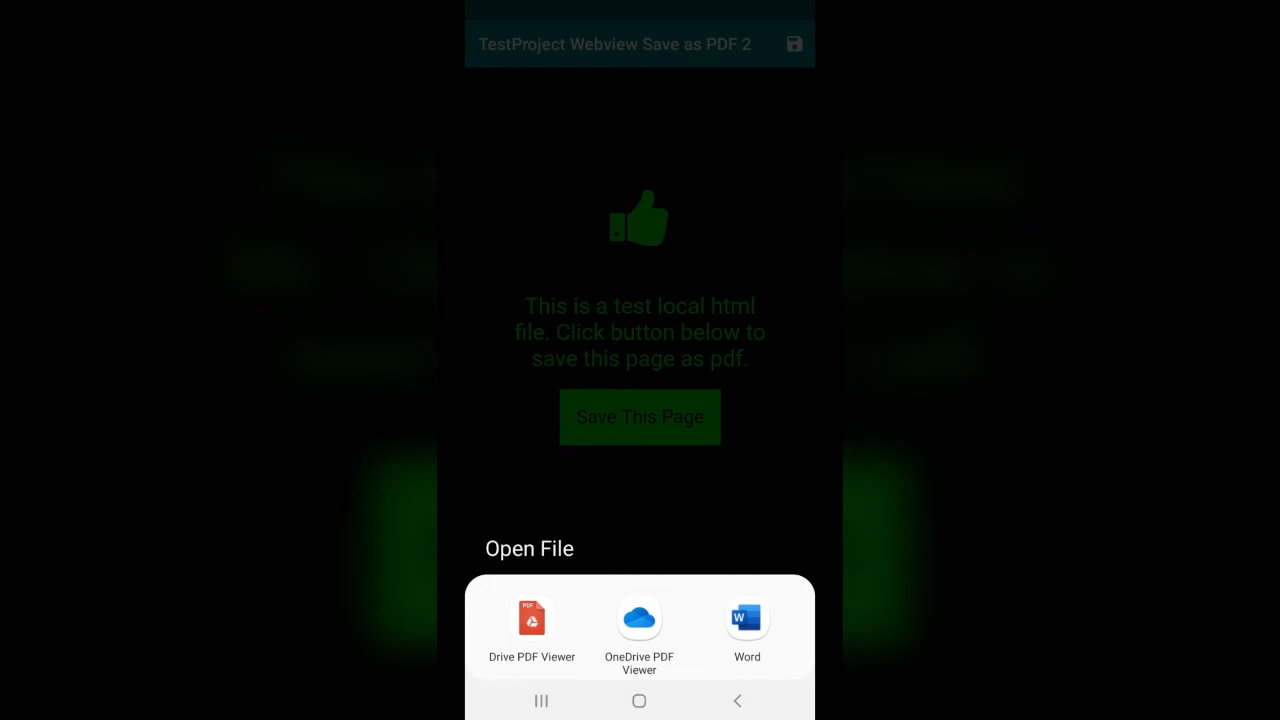 TestProject Webview Save as PDF 2
This is a test local html
file. Click button below to
save this page as pdf.
Save This Page
Open File
PDF
W
Drive PDF Viewer
OneDrive PDF
Viewer
Word